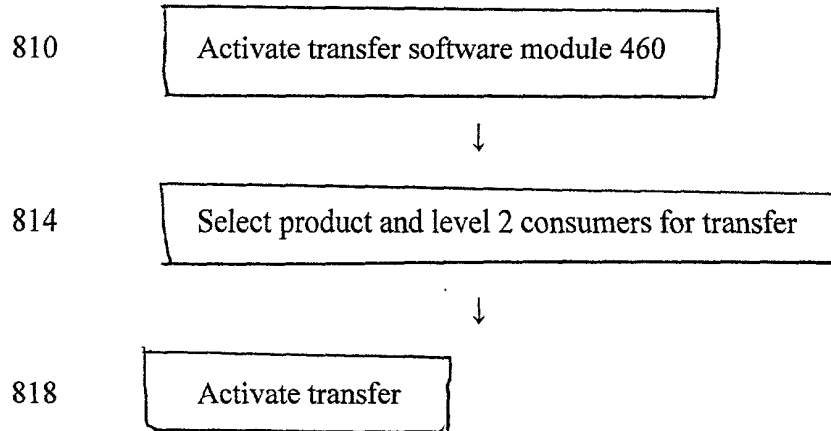 810 Activate transfer software module 460
↓
814 Select product and level 2 consumers for transfer
↓
818 Activate transfer